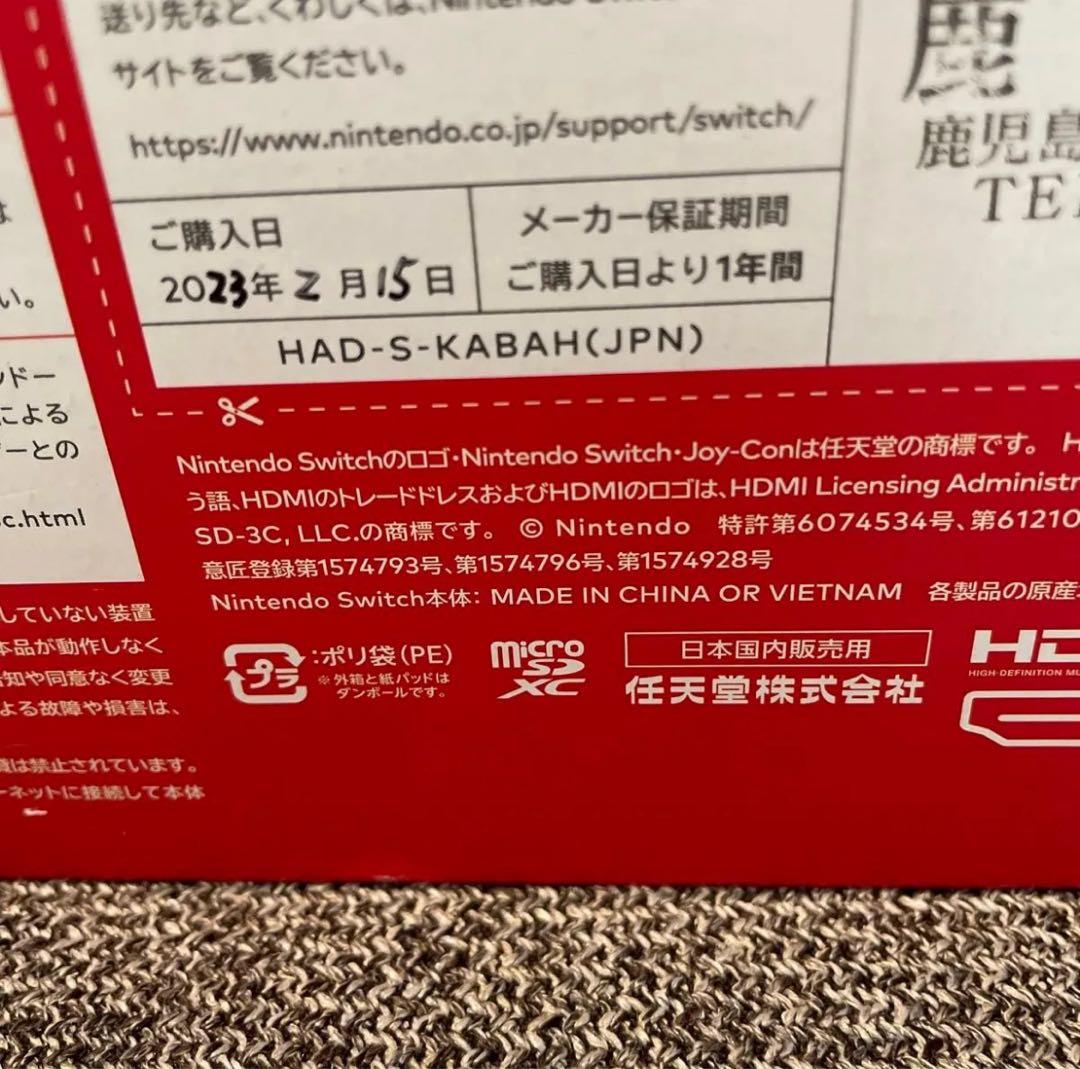 送り先など、くわしくは、Nintendo
サイトをご覧ください。
https://www.nintendo.co.jp/support/switch/
ご購入日
2023年2月15日
メーカー保証期間
ご購入日より1年間
HAD-S-KABAH(JPN)
鹿
鹿児島
TE
は
い。
ドー
による
ーとの
c.html
Nintendo Switchのロゴ・Nintendo Switch・Joy-Conは任天堂の商標です。 H
う語、HDMIのトレードドレスおよびHDMIのロゴは、HDMI Licensing Administr
SD-3C, LLC.の商標です。 © Nintendo 特許第6074534号、第61210
意匠登録第1574793号、第1574796号、第1574928号
Nintendo Switch本体: MADE IN CHINA OR VIETNAM 各製品の原産
していない装置
本品が動作しなく
告知や同意なく変更
よる故障や損害は、
は禁止されています。
ーネットに接続して本体
プラ
:ポリ袋(PE)
※外箱と紙パッドは
ダンボールです。
micro
SD
XC
日本国内販売用
任天堂株式会社
HD
HIGH-DEFINITION MU